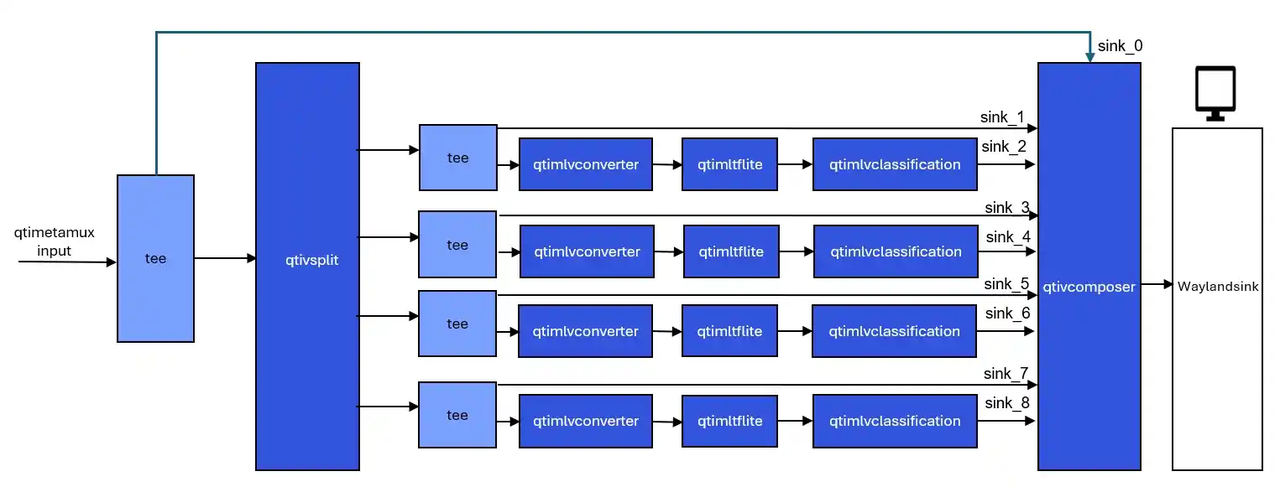 sink_0
qtimetamux
input
tee
qtivsplit
tee
sink_1
qtimlvconverter
qtimltflite
qtimlvclassification
sink_2
tee
sink_3
qtimlvconverter
qtimltflite
qtimlvclassification
sink_4
tee
sink_5
qtimlvconverter
qtimltflite
qtimlvclassification
sink_6
tee
sink_7
qtimlvconverter
qtimltflite
qtimlvclassification
sink_8
qtivcomposer
Waylandsink